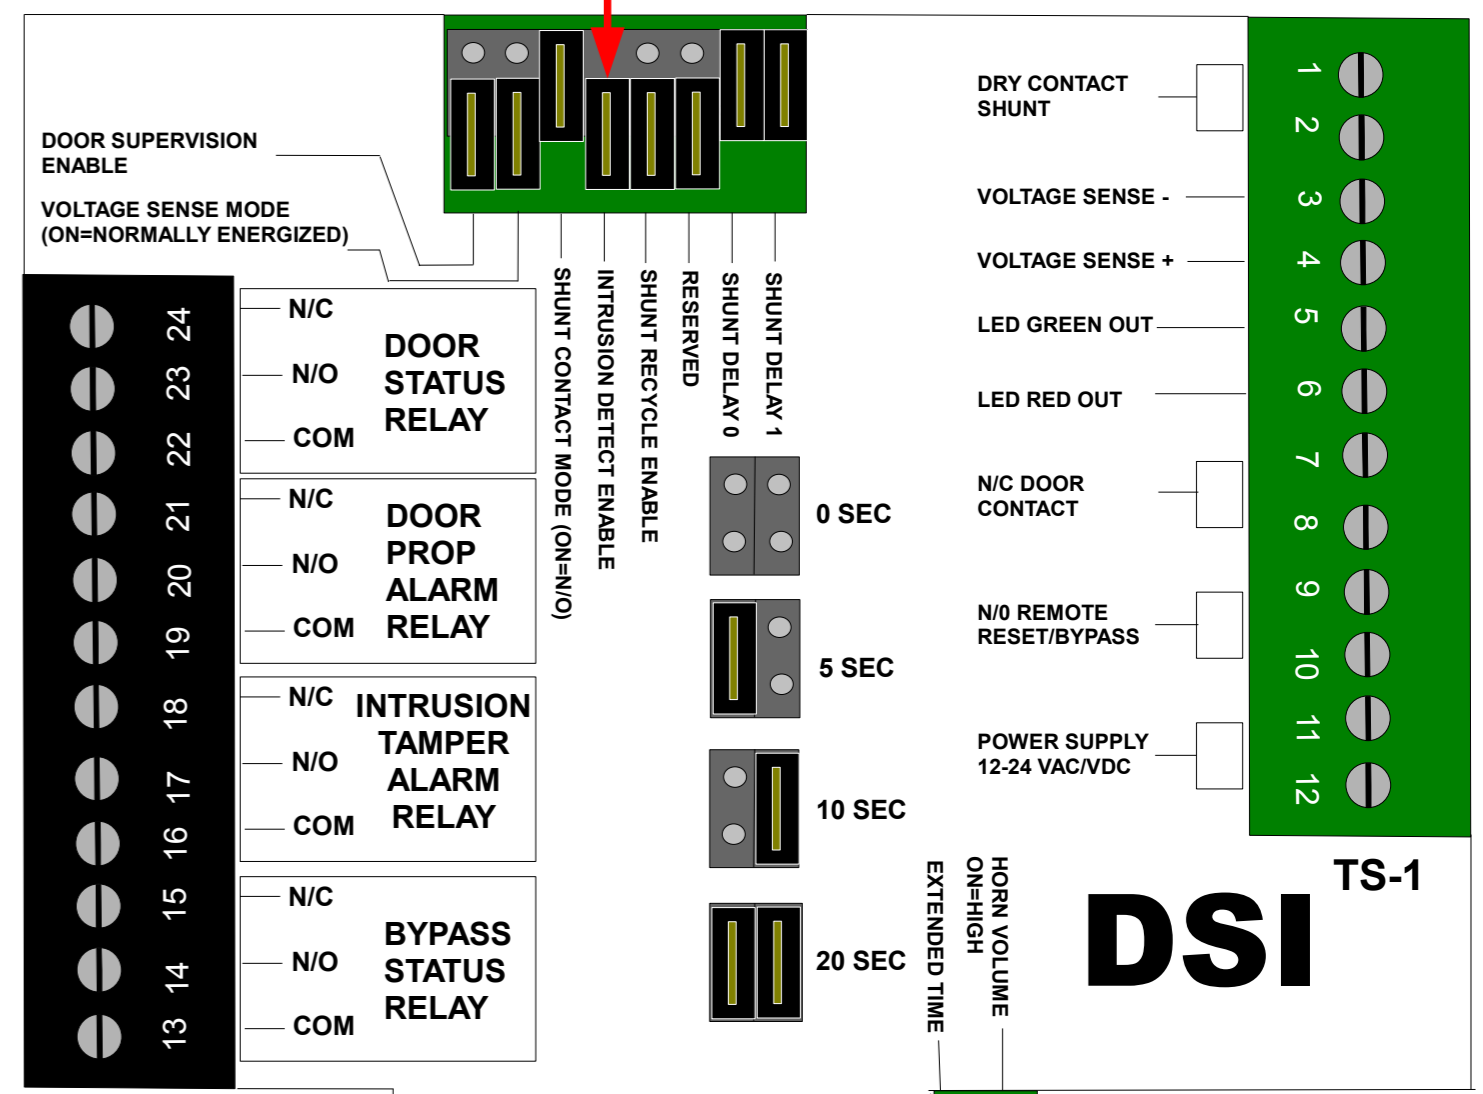 DOOR SUPERVISION
ENABLE
VOLTAGE SENSE MODE
(ON=NORMALLY ENERGIZED)
SHUNT CONTACT MODE (ON=N/O)
INTRUSION DETECT ENABLE
SHUNT RECYCLE ENABLE
RESERVED
SHUNT DELAY 0
SHUNT DELAY 1
24
23
22
21
20
19
18
17
16
15
14
13
N/C
N/O
COM
DOOR
STATUS
RELAY
N/C
N/O
COM
DOOR
PROP
ALARM
RELAY
N/C
N/O
COM
INTRUSION
TAMPER
ALARM
RELAY
N/C
N/O
COM
BYPASS
STATUS
RELAY
0 SEC
5 SEC
10 SEC
20 SEC
DRY CONTACT
SHUNT
VOLTAGE SENSE -
VOLTAGE SENSE +
LED GREEN OUT
LED RED OUT
N/C DOOR
CONTACT
N/0 REMOTE
RESET/BYPASS
POWER SUPPLY
12-24 VAC/VDC
1
2
3
4
5
6
7
8
9
10
11
12
TS-1
DSI
HORN VOLUME
ON=HIGH
EXTENDED TIME